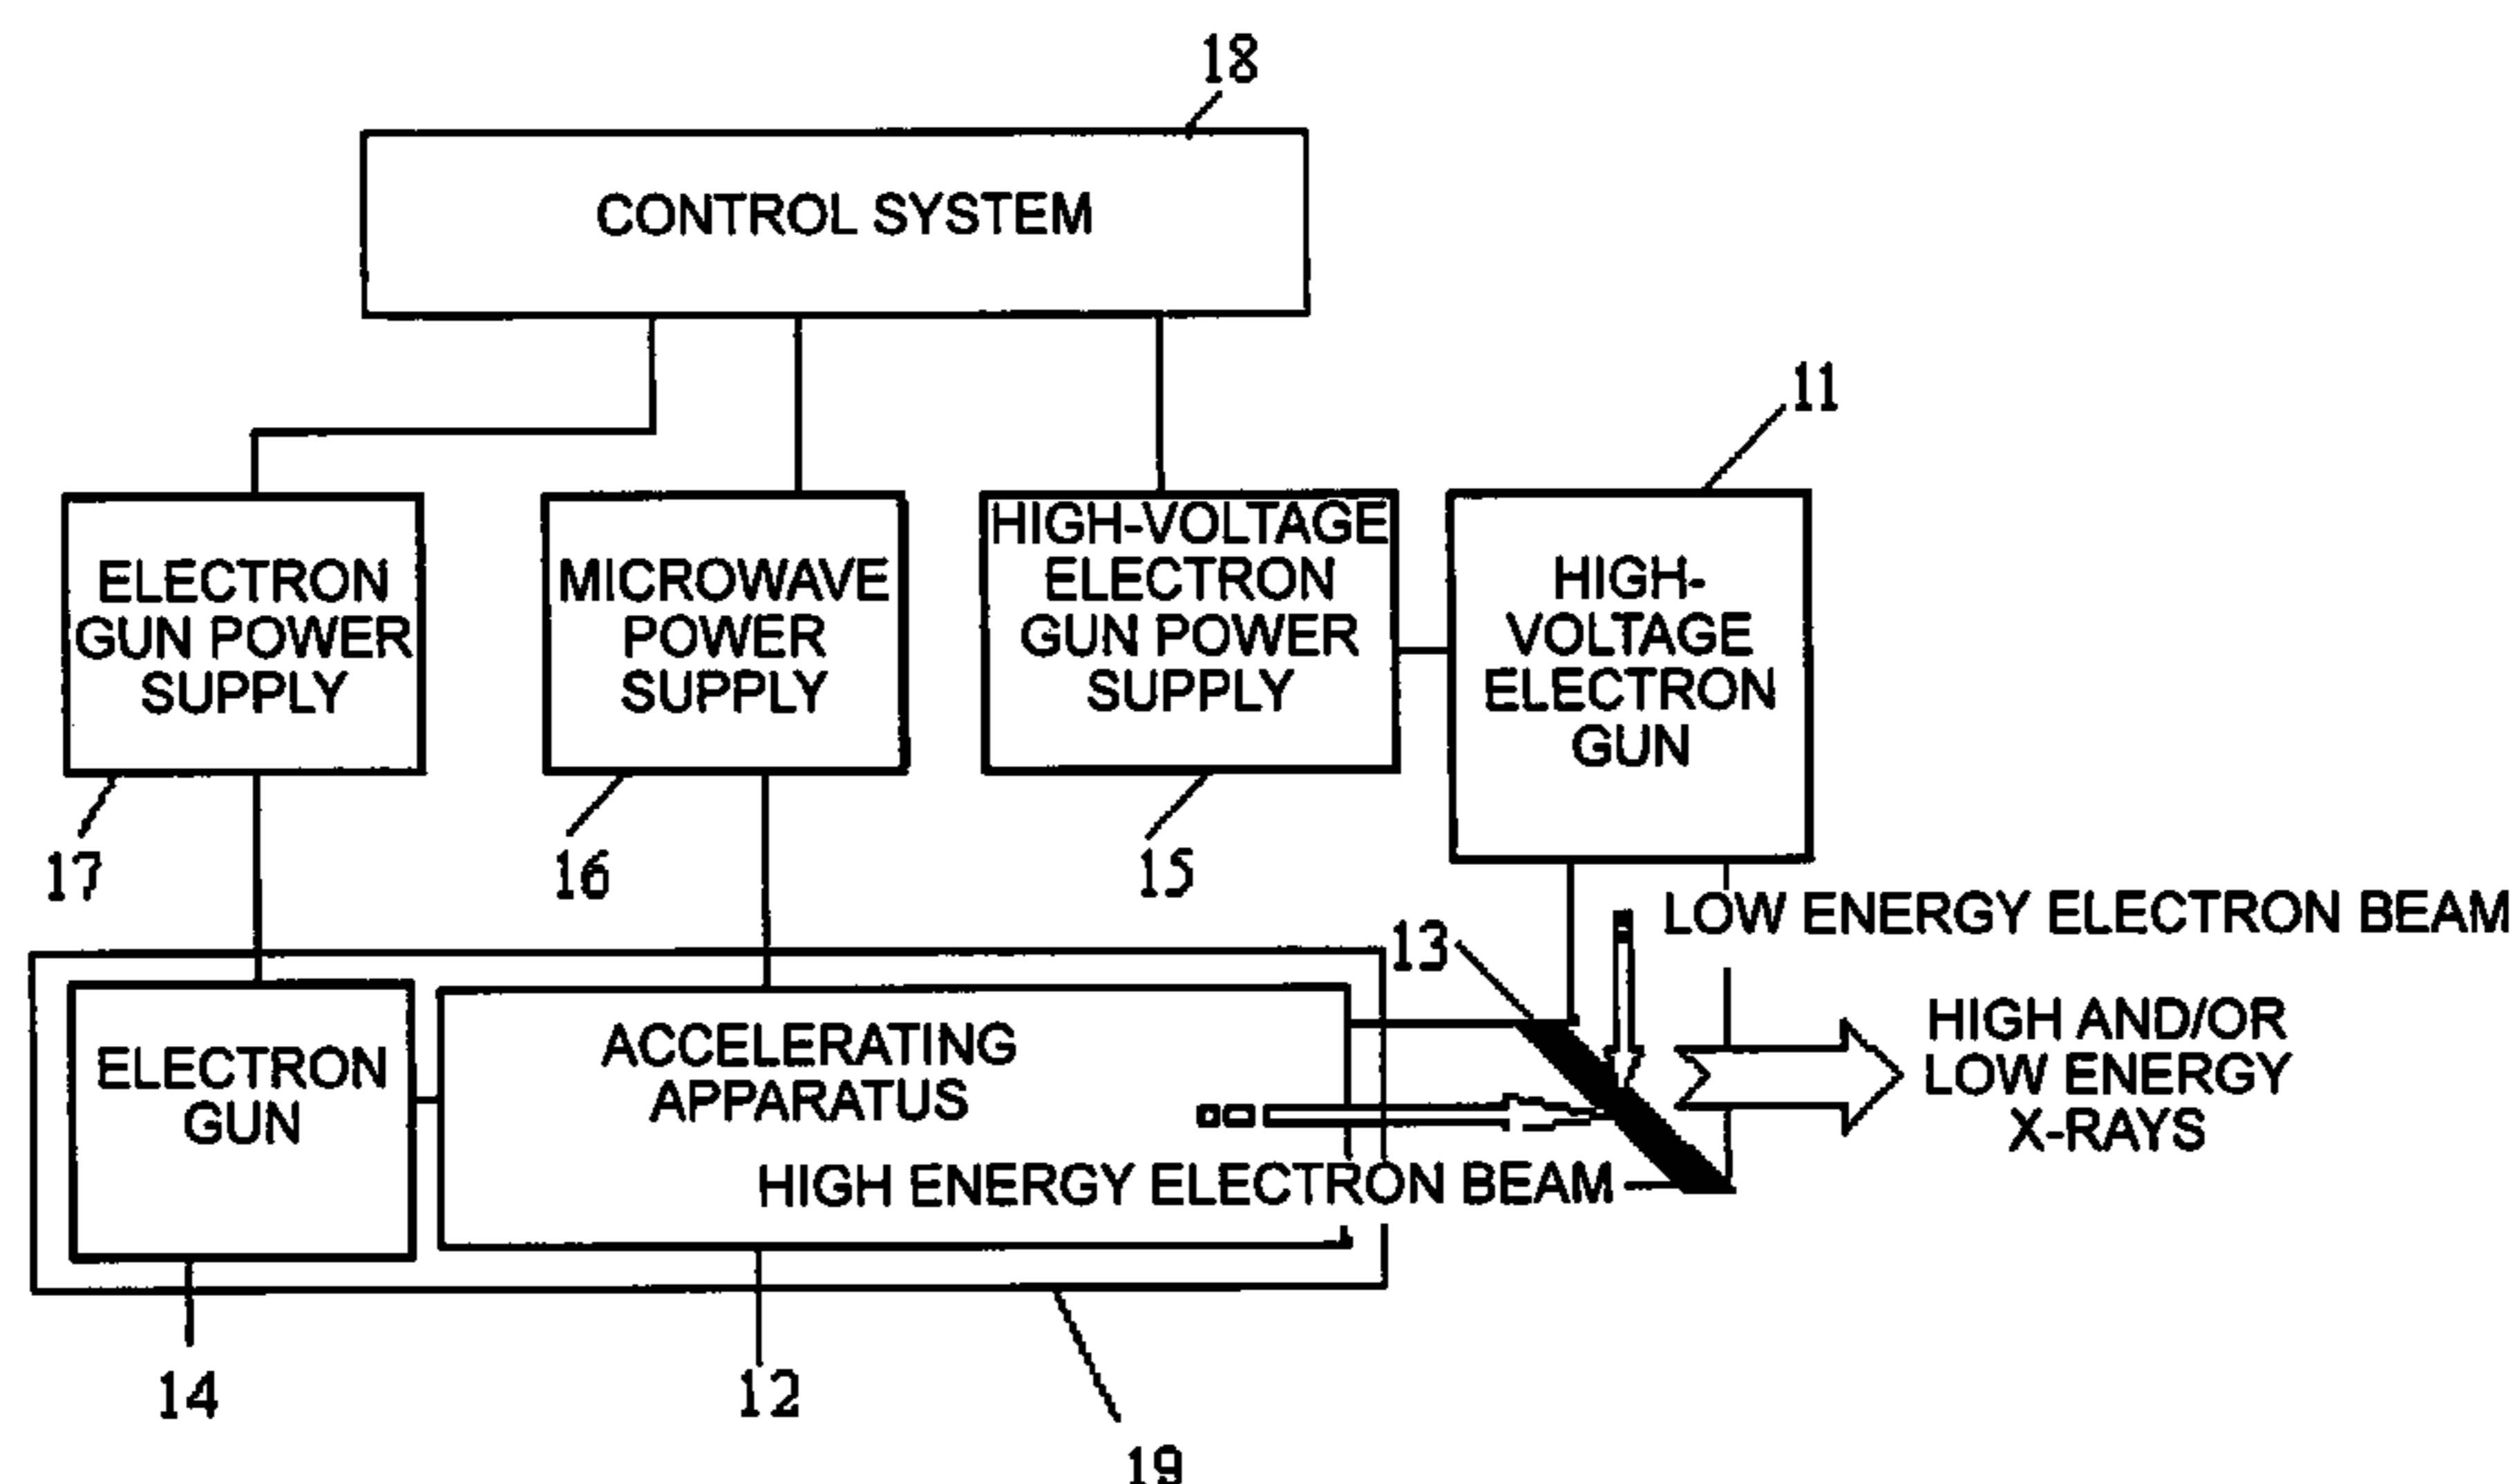 18
CONTROL SYSTEM
11
ELECTRON
GUN POWER
SUPPLY
MICROWAVE
POWER
SUPPLY
HIGH-VOLTAGE
ELECTRON
GUN POWER
SUPPLY
HIGH-
VOLTAGE
ELECTRON
GUN
17
16
15
LOW ENERGY ELECTRON BEAM
13
ELECTRON
GUN
ACCELERATING
APPARATUS
HIGH AND/OR
LOW ENERGY
X-RAYS
HIGH ENERGY ELECTRON BEAM
14
12
19